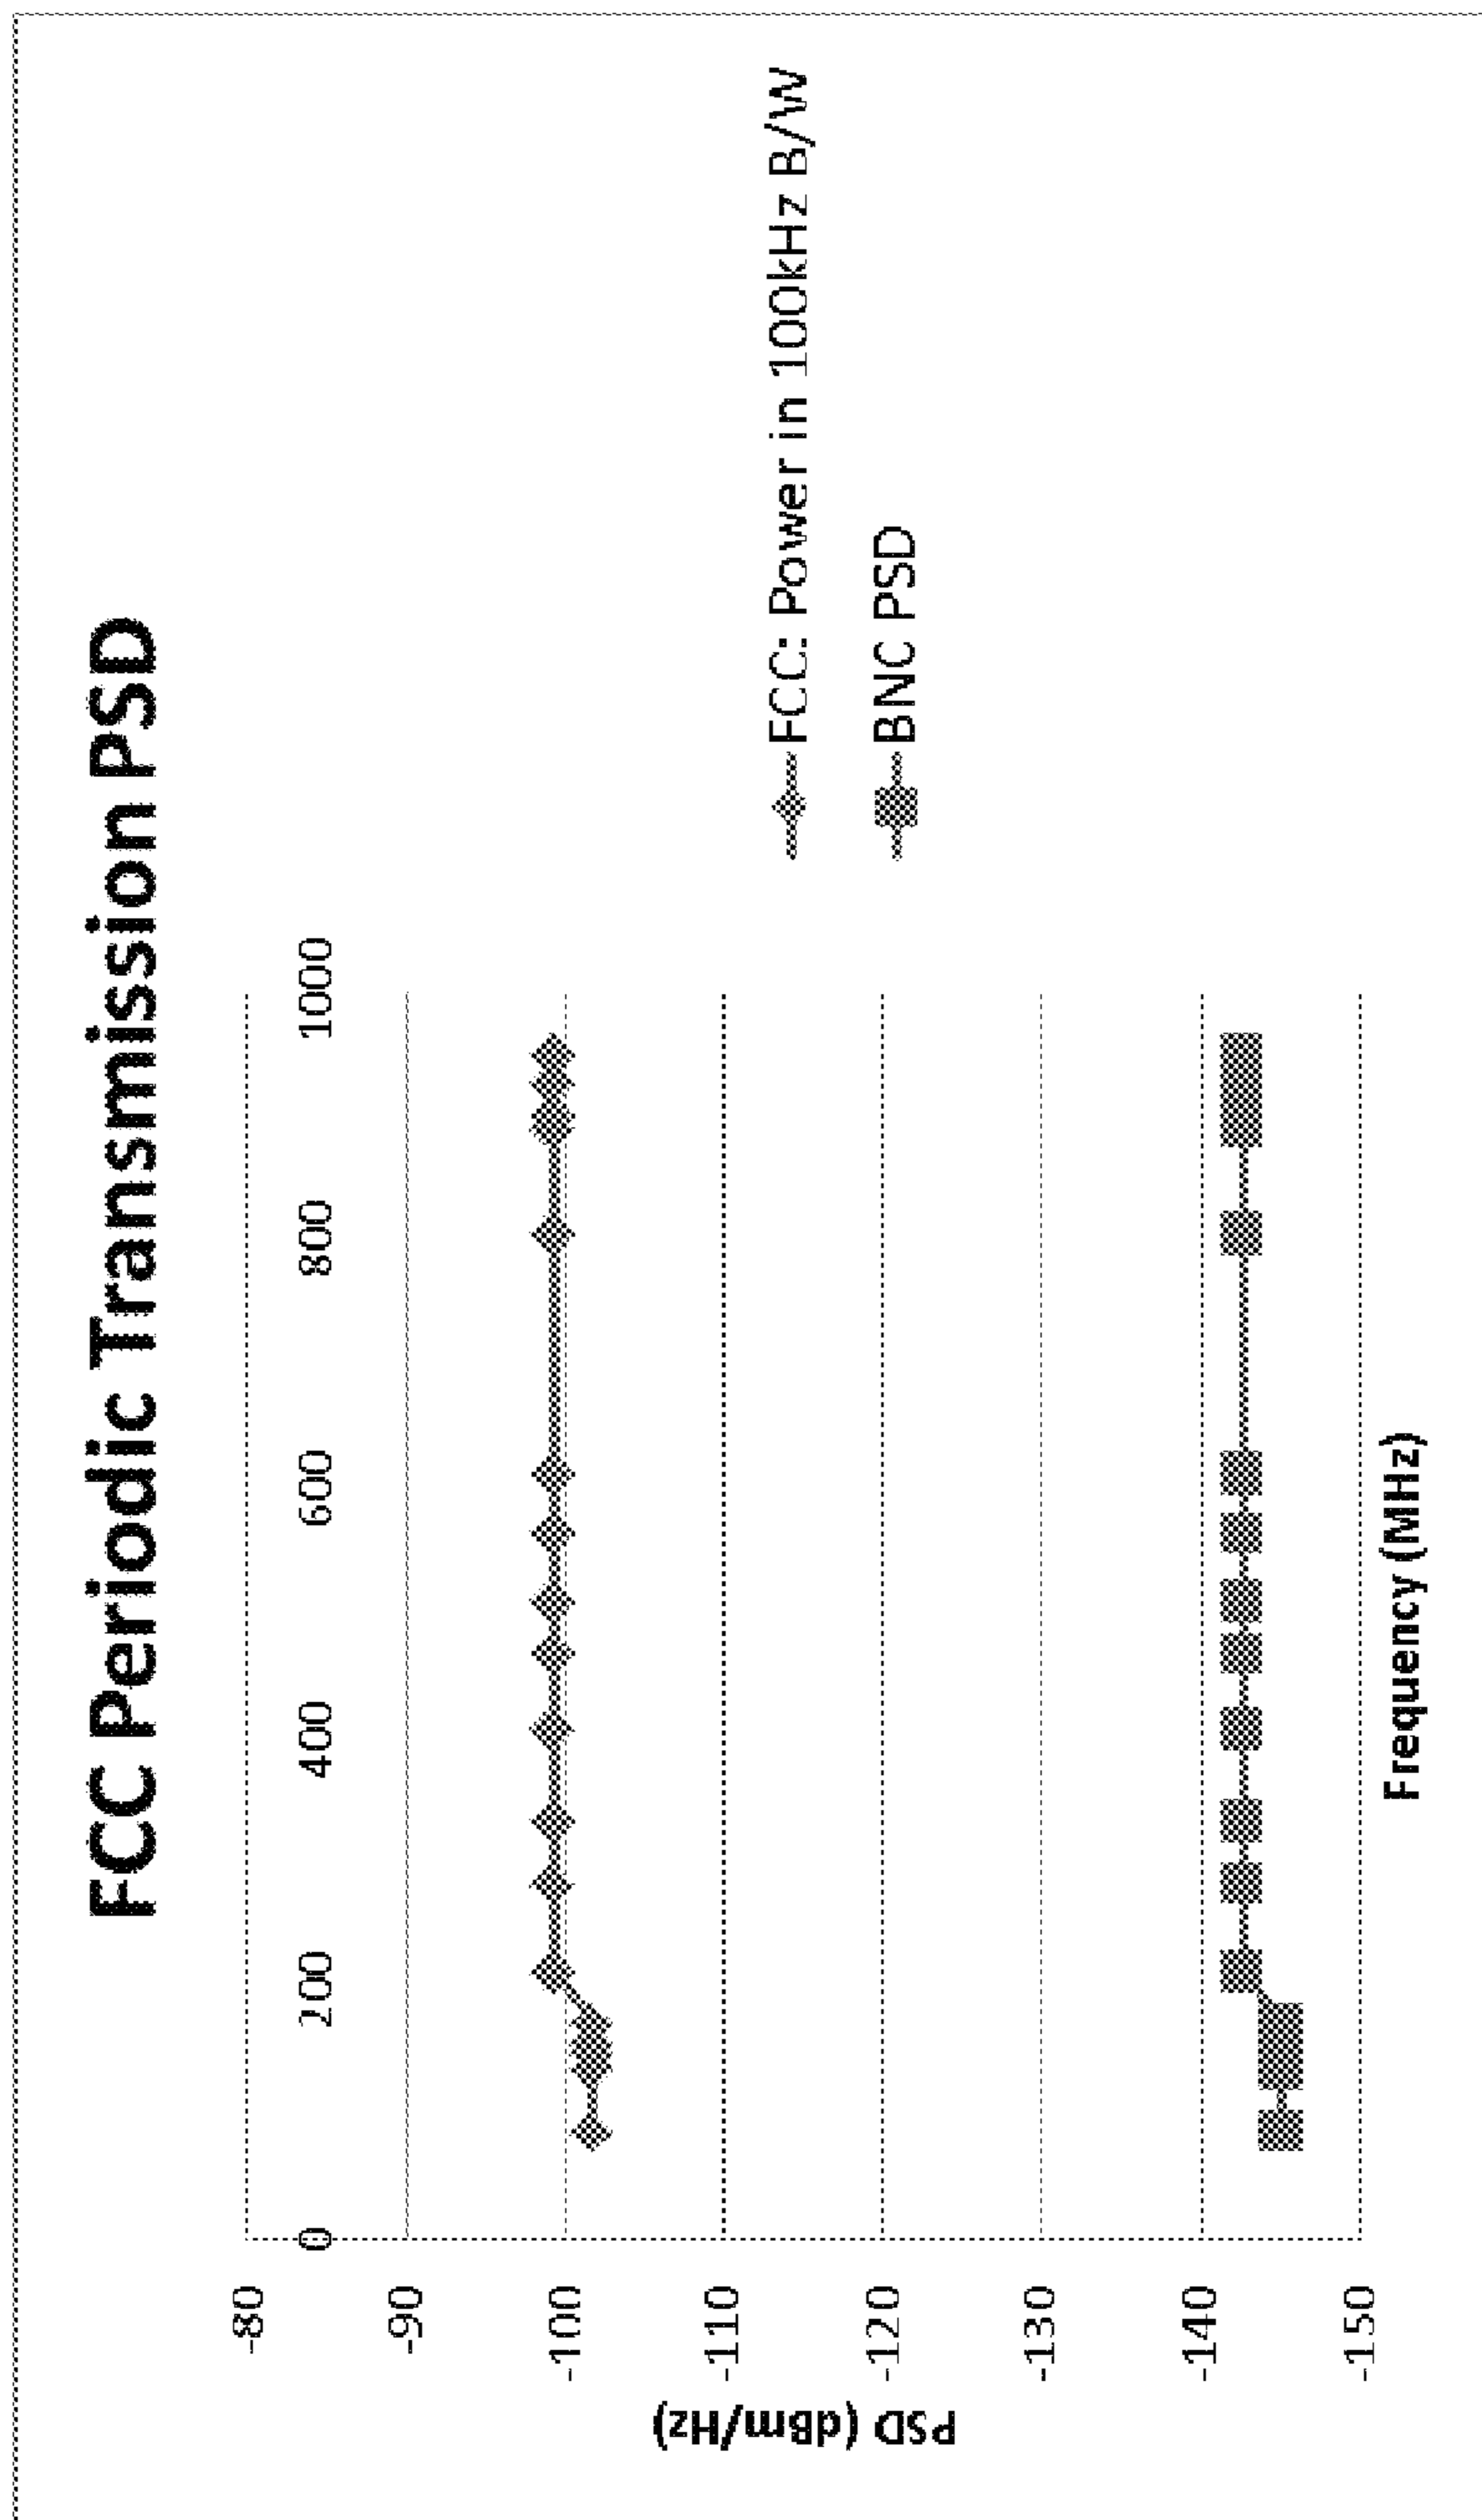 FCC Periodic Transmission PSD
0 200 400 600 800 1000
-80
-90
-100
-110
-120
-130
-140
-150
PSD (dBm/Hz)
Frequency (MHz)
FCC: Power in 100kHz B/W
BNC PSD